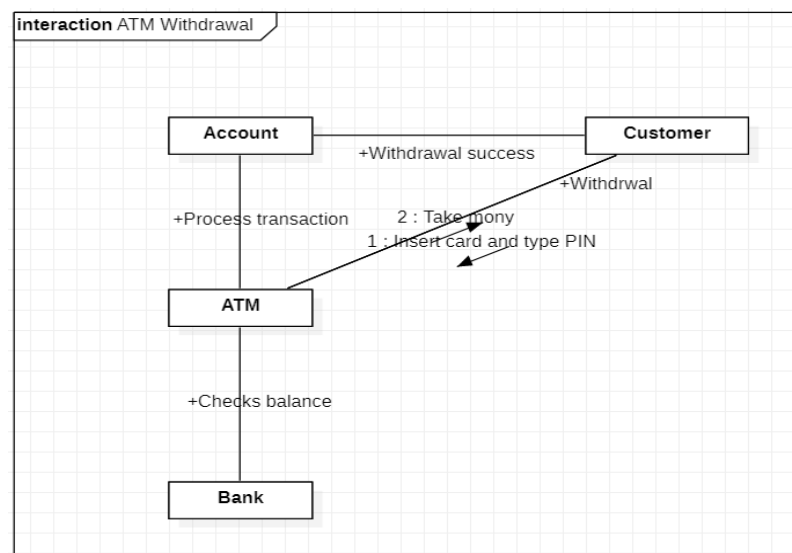 interaction ATM Withdrawal
Account
Customer
+Withdrawal success
+Withdrwal
+Process transaction
2 : Take mony
1 : Insert card and type PIN
ATM
+Checks balance
Bank